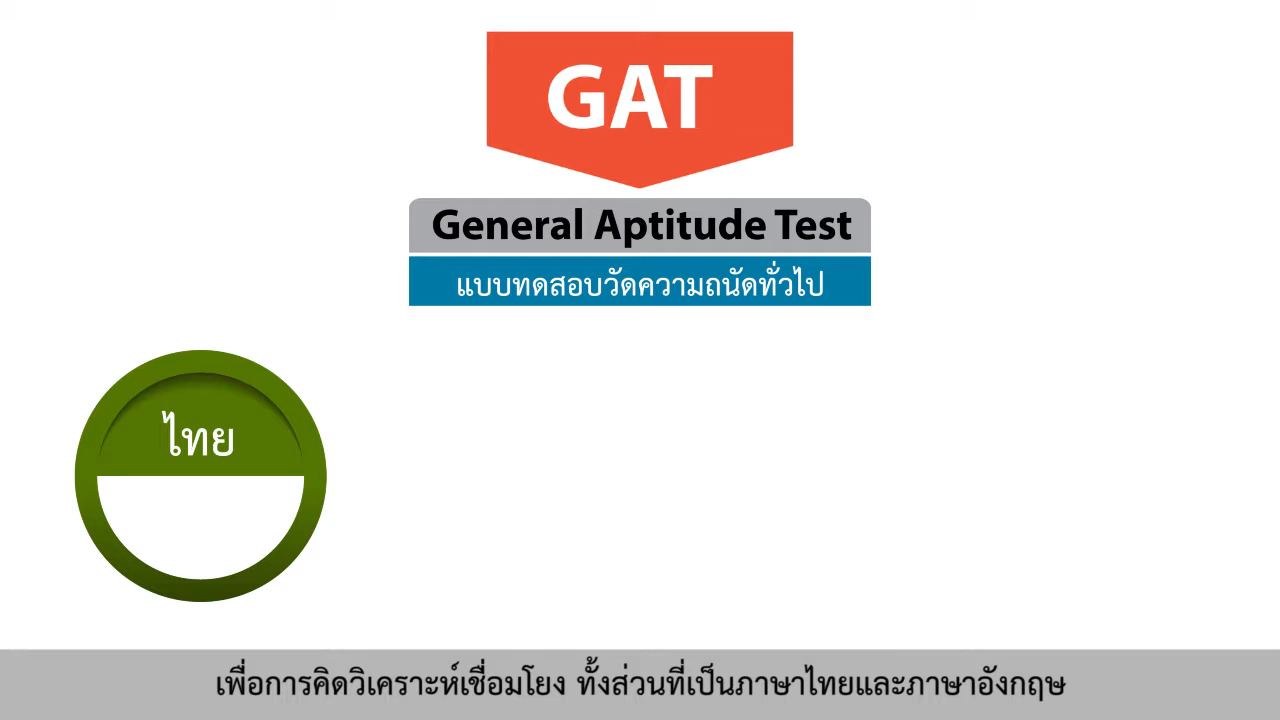 GAT
General Aptitude Test
แบบทดสอบวัดความถนัดทั่วไป
ไทย
เพื่อการคิดวิเคราะห์เชื่อมโยง ทั้งส่วนที่เป็นภาษาไทยและภาษาอังกฤษ